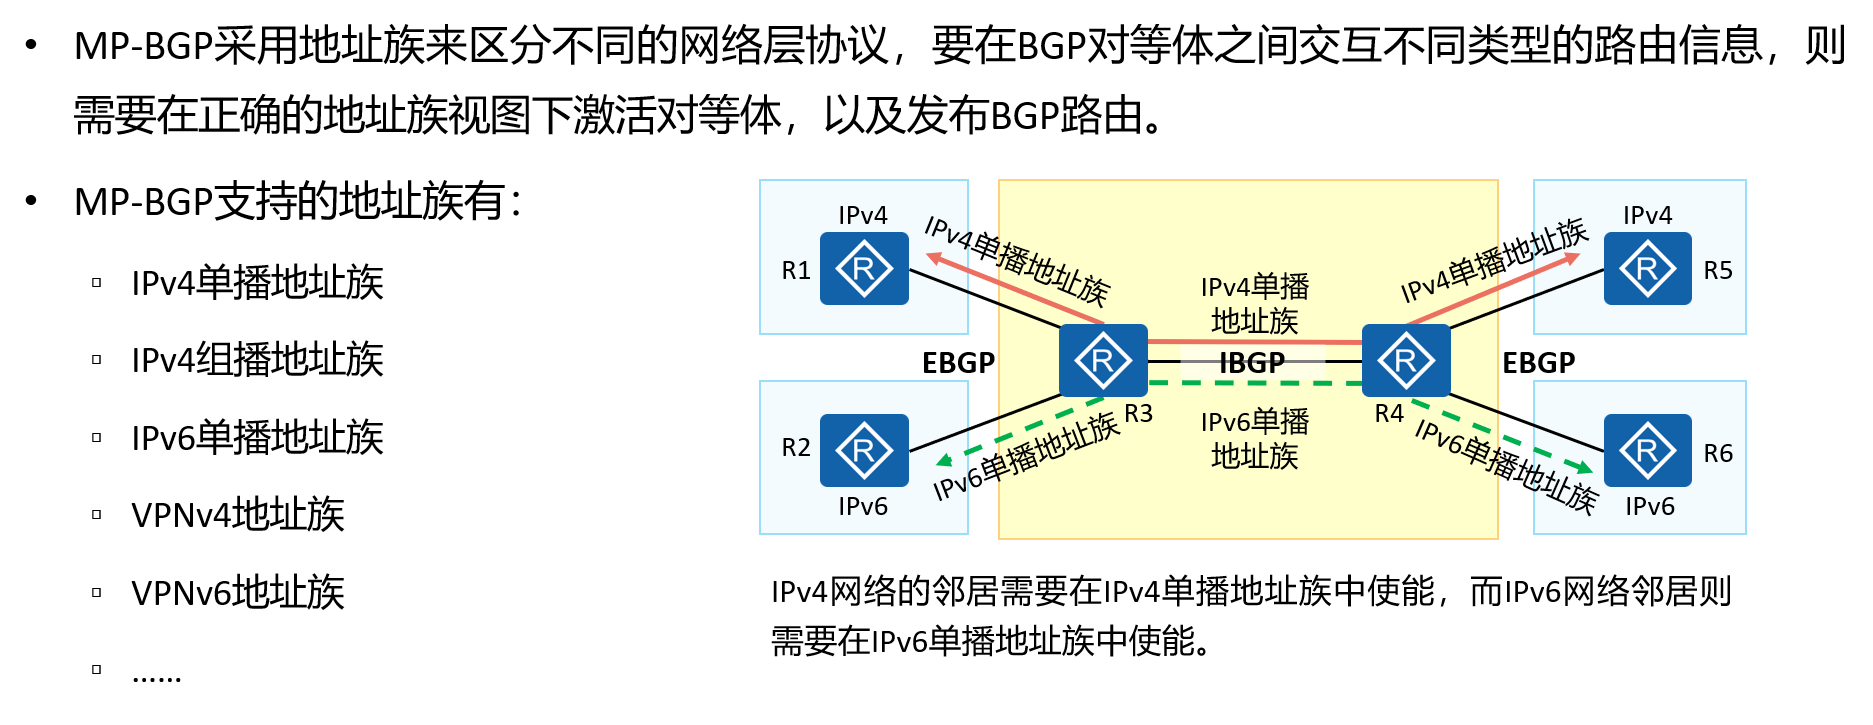 • MP-BGP采用地址族来区分不同的网络层协议，要在BGP对等体之间交互不同类型的路由信息，则
需要在正确的地址族视图下激活对等体，以及发布BGP路由。
• MP-BGP支持的地址族有：
▫ IPv4单播地址族
▫ IPv4组播地址族
▫ IPv6单播地址族
▫ VPNv4地址族
▫ VPNv6地址族
▫ ……
IPv4
R1
R
IPv4单播地址族
IPv4单播
地址族
IPv4单播地址族
IPv4
R
R5
EBGP
R
IBGP
R
EBGP
R3
R4
R2
R
IPv6
IPv6单播地址族
IPv6单播
地址族
IPv6单播地址族
R
R6
IPv6
IPv4网络的邻居需要在IPv4单播地址族中使能，而IPv6网络邻居则
需要在IPv6单播地址族中使能。